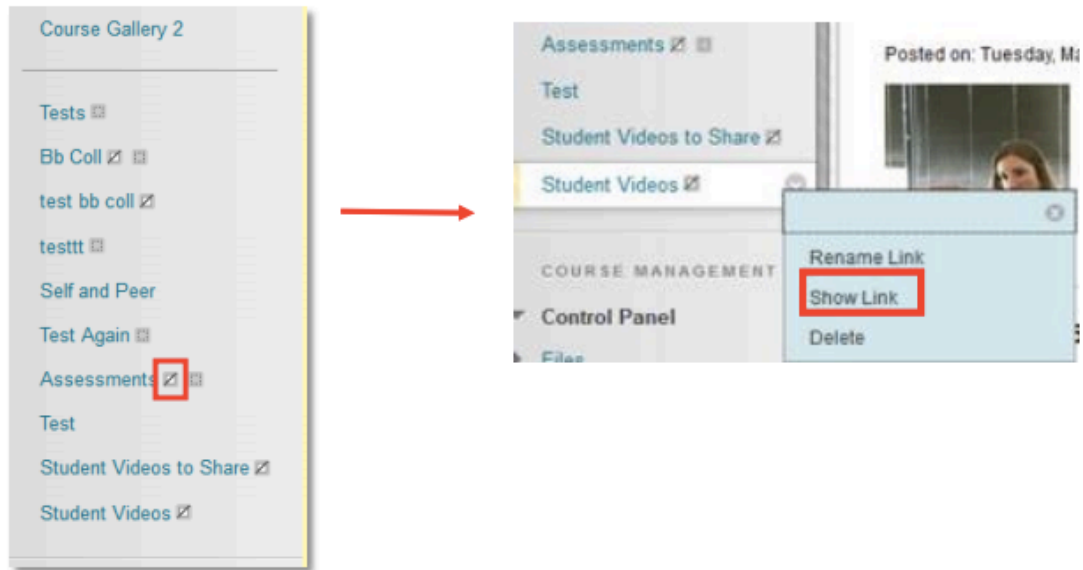 Course Gallery 2
Tests
Bb Coll
test bb coll
testtt
Self and Peer
Test Again
Assessments
Test
Student Videos to Share
Student Videos
Assessments
Test
Student Videos to Share
Student Videos
COURSE MANAGEMENT
Control Panel
Files
Posted on: Tuesday,
Rename Link
Show Link
Delete